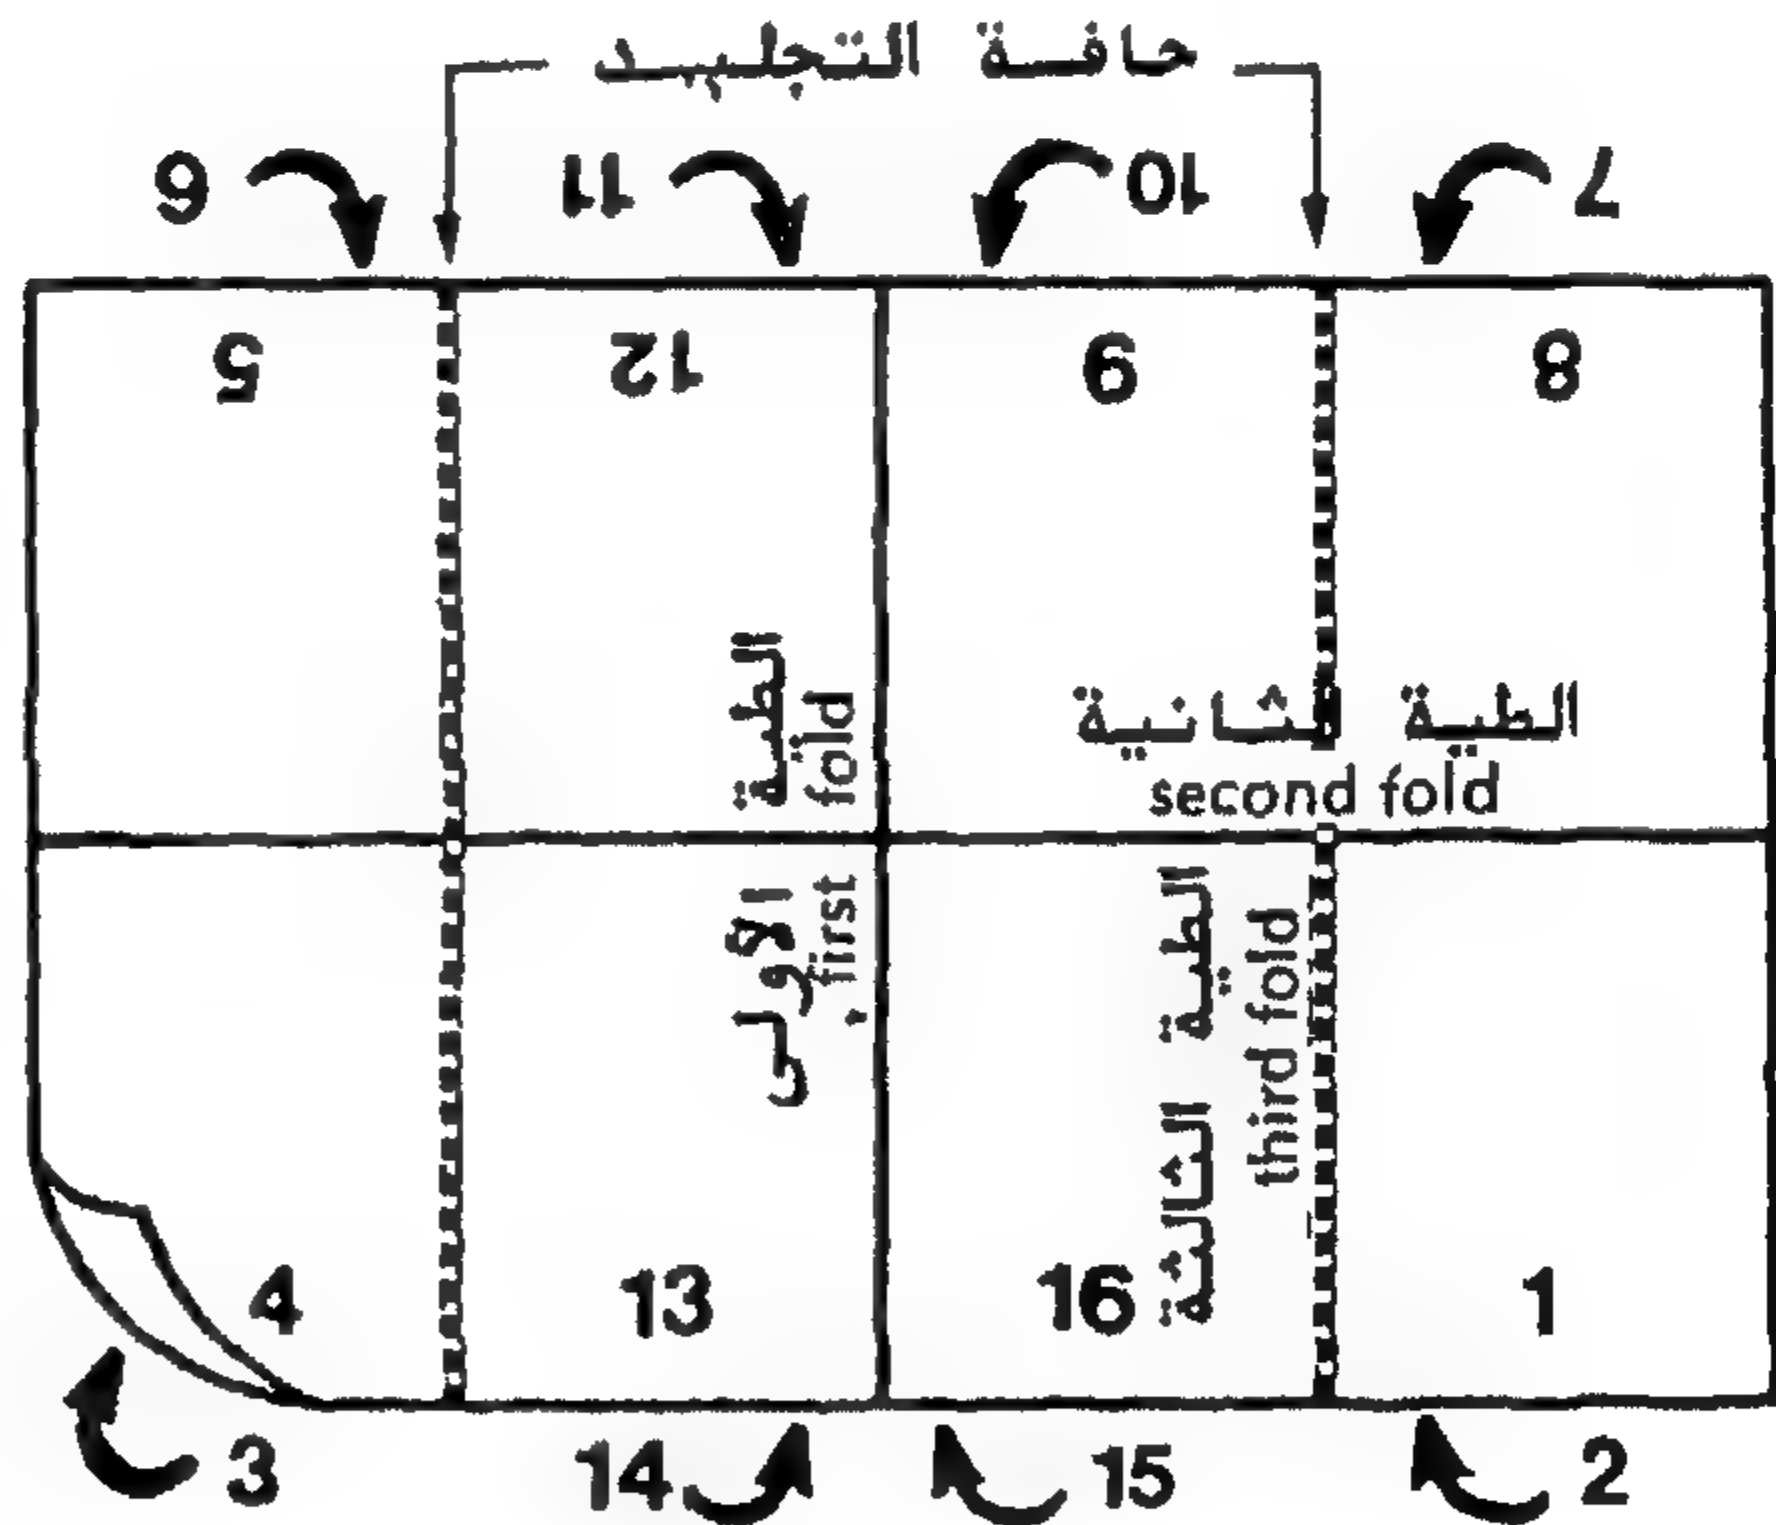 حافة التجليد
6 11 10 7
5 12 9 8
الطية الأولى
first fold
الطية الثانية
second fold
الطية الثالثة
third fold
4 13 16 1
3 14 15 2